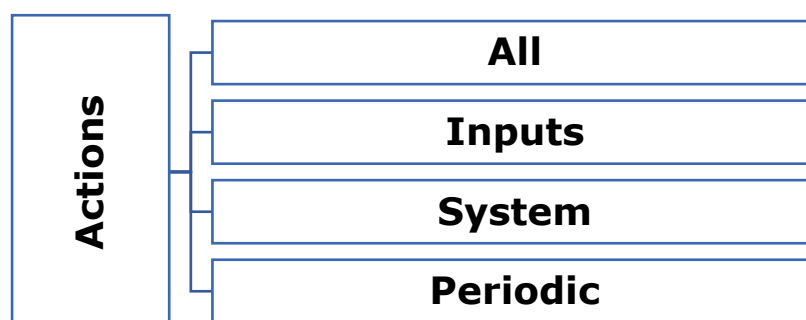 Actions
All
Inputs
System
Periodic